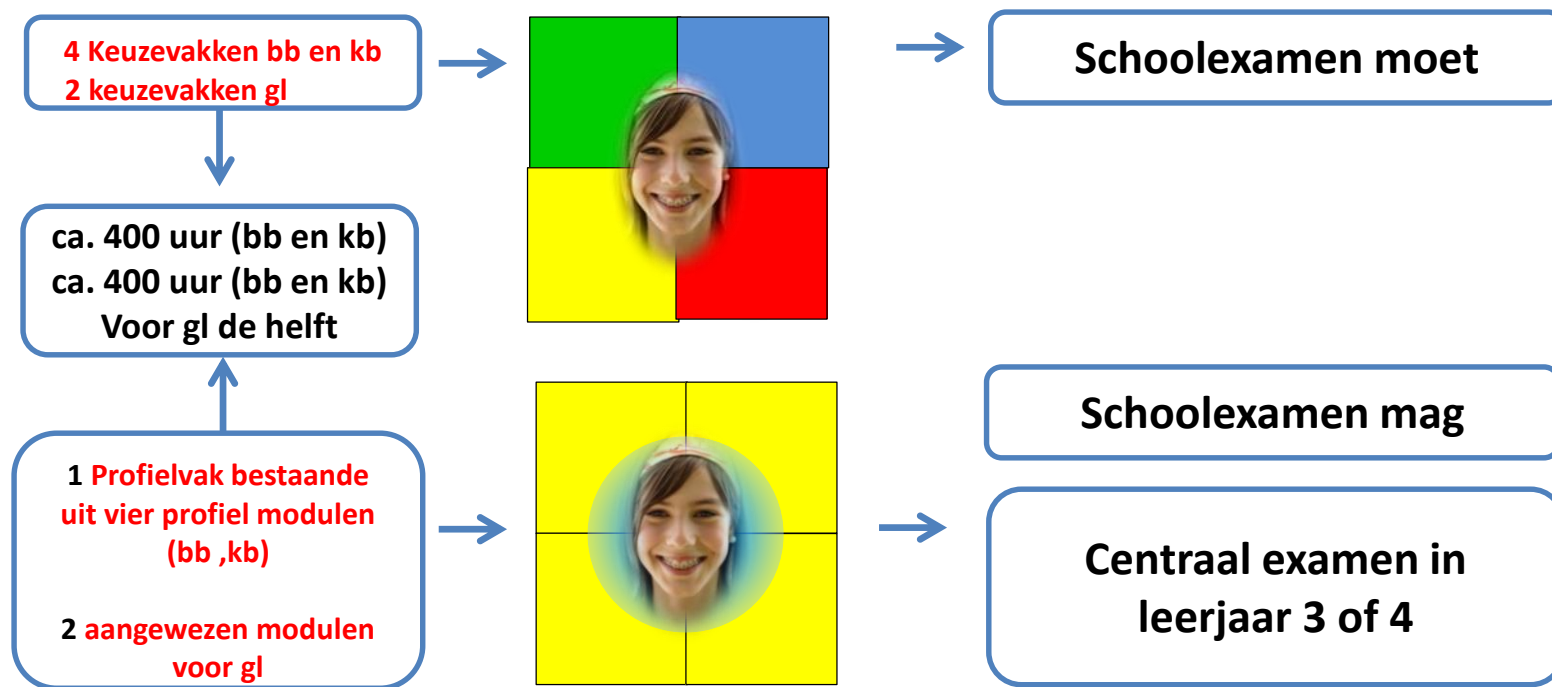 4 Keuzevakken bb en kb
2 keuzevakken gl
Schoolexamen moet
ca. 400 uur (bb en kb)
ca. 400 uur (bb en kb)
Voor gl de helft
Schoolexamen mag
1 Profielvak bestaande
uit vier profiel modulen
(bb ,kb)
2 aangewezen modulen
voor gl
Centraal examen in
leerjaar 3 of 4